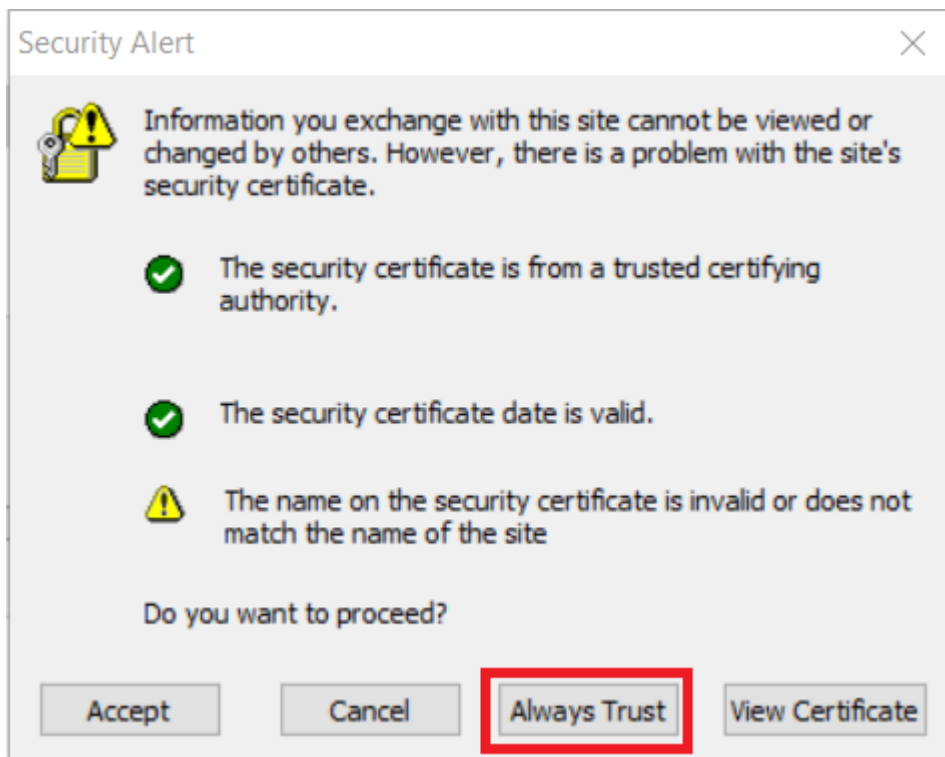 Security Alert
Information you exchange with this site cannot be viewed or
changed by others. However, there is a problem with the site's
security certificate.
The security certificate is from a trusted certifying
authority.
The security certificate date is valid.
The name on the security certificate is invalid or does not
match the name of the site
Do you want to proceed?
Accept
Cancel
Always Trust
View Certificate